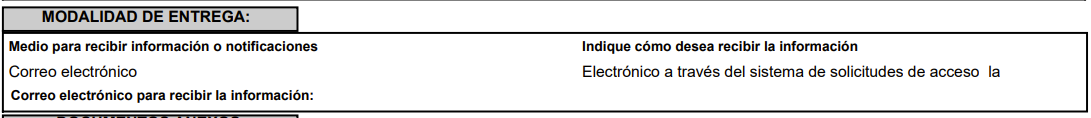 MODALIDAD DE ENTREGA:
Medio para recibir información o notificaciones
Indique cómo desea recibir la información
Correo electrónico
Electrónico a través del sistema de solicitudes de acceso la
Correo electrónico para recibir la información: